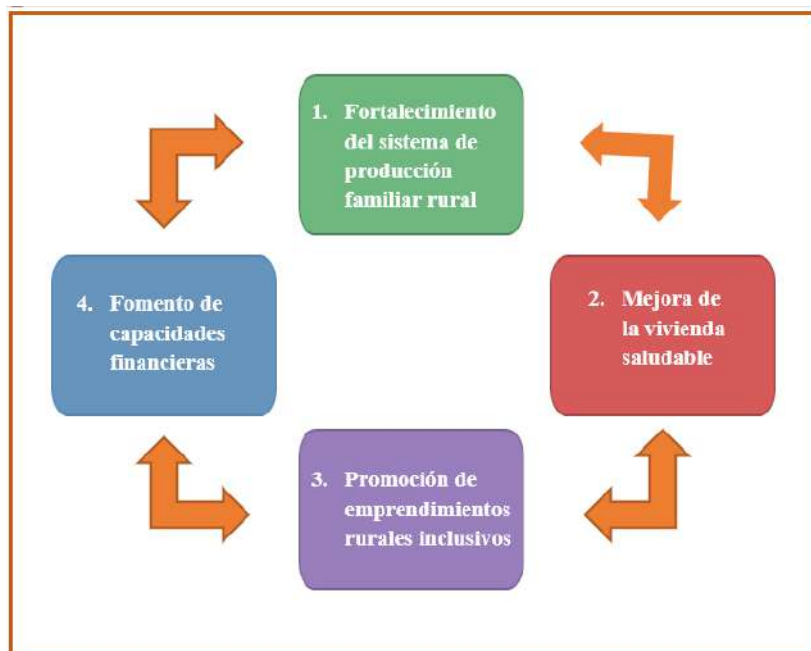 1. Fortalecimiento
del sistema de
producción
familiar rural
2. Mejora de
la vivienda
saludable
3. Promoción de
emprendimientos
rurales inclusivos
4. Fomento de
capacidades
financieras